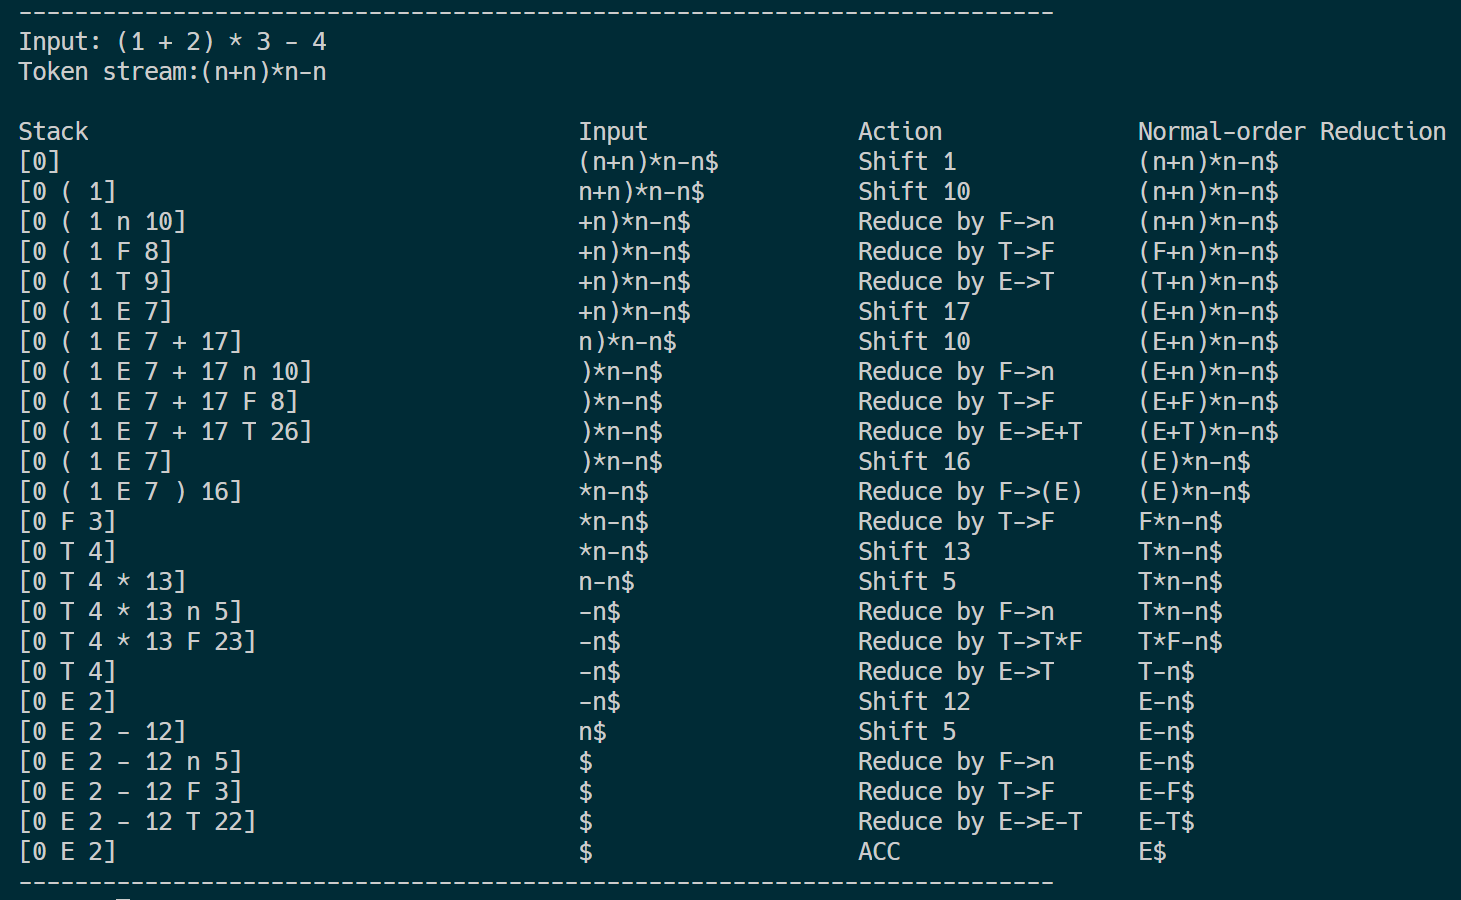 --------------------------------------------------------------------------
Input: (1 + 2) * 3 - 4
Token stream:(n+n)*n-n
Stack                                   Input               Action              Normal-order Reduction
[0]                                     (n+n)*n-n$          Shift 1             (n+n)*n-n$
[0 ( 1]                                 n+n)*n-n$           Shift 10            (n+n)*n-n$
[0 ( 1 n 10]                            +n)*n-n$            Reduce by F->n      (n+n)*n-n$
[0 ( 1 F 8]                             +n)*n-n$            Reduce by T->F      (F+n)*n-n$
[0 ( 1 T 9]                             +n)*n-n$            Reduce by E->T      (T+n)*n-n$
[0 ( 1 E 7]                             +n)*n-n$            Shift 17            (E+n)*n-n$
[0 ( 1 E 7 + 17]                        n)*n-n$             Shift 10            (E+n)*n-n$
[0 ( 1 E 7 + 17 n 10]                   )*n-n$              Reduce by F->n      (E+n)*n-n$
[0 ( 1 E 7 + 17 F 8]                    )*n-n$              Reduce by T->F      (E+F)*n-n$
[0 ( 1 E 7 + 17 T 26]                   )*n-n$              Reduce by E->E+T    (E+T)*n-n$
[0 ( 1 E 7]                             )*n-n$              Shift 16            (E)*n-n$
[0 ( 1 E 7 ) 16]                        *n-n$               Reduce by F->(E)    (E)*n-n$
[0 F 3]                                 *n-n$               Reduce by T->F      F*n-n$
[0 T 4]                                 *n-n$               Shift 13            T*n-n$
[0 T 4 * 13]                            n-n$                Shift 5             T*n-n$
[0 T 4 * 13 n 5]                        -n$                 Reduce by F->n      T*n-n$
[0 T 4 * 13 F 23]                       -n$                 Reduce by T->T*F    T*F-n$
[0 T 4]                                 -n$                 Reduce by E->T      T-n$
[0 E 2]                                 -n$                 Shift 12            E-n$
[0 E 2 - 12]                            n$                  Shift 5             E-n$
[0 E 2 - 12 n 5]                        $                   Reduce by F->n      E-n$
[0 E 2 - 12 F 3]                        $                   Reduce by T->F      E-F$
[0 E 2 - 12 T 22]                       $                   Reduce by E->E-T    E-T$
[0 E 2]                                 $                   ACC                 E$
--------------------------------------------------------------------------